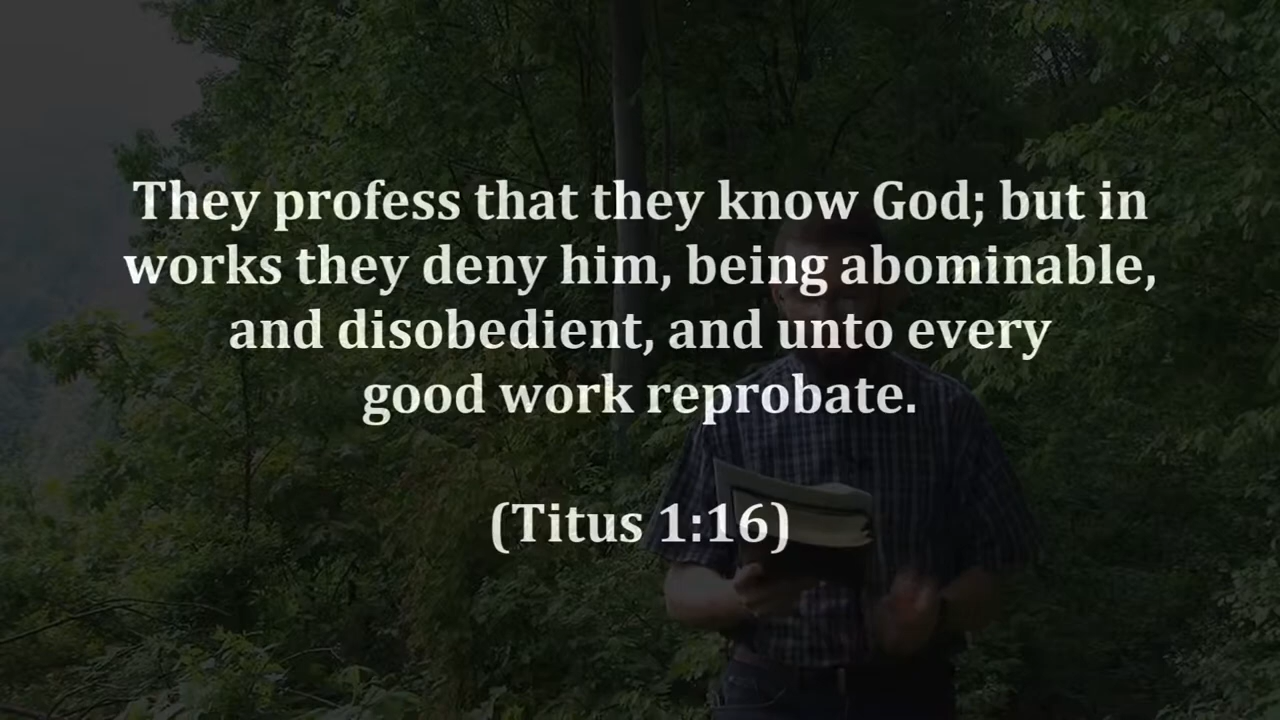 They profess that they know God; but in
works they deny him, being abominable,
and disobedient, and unto every
good work reprobate.
(Titus 1:16)